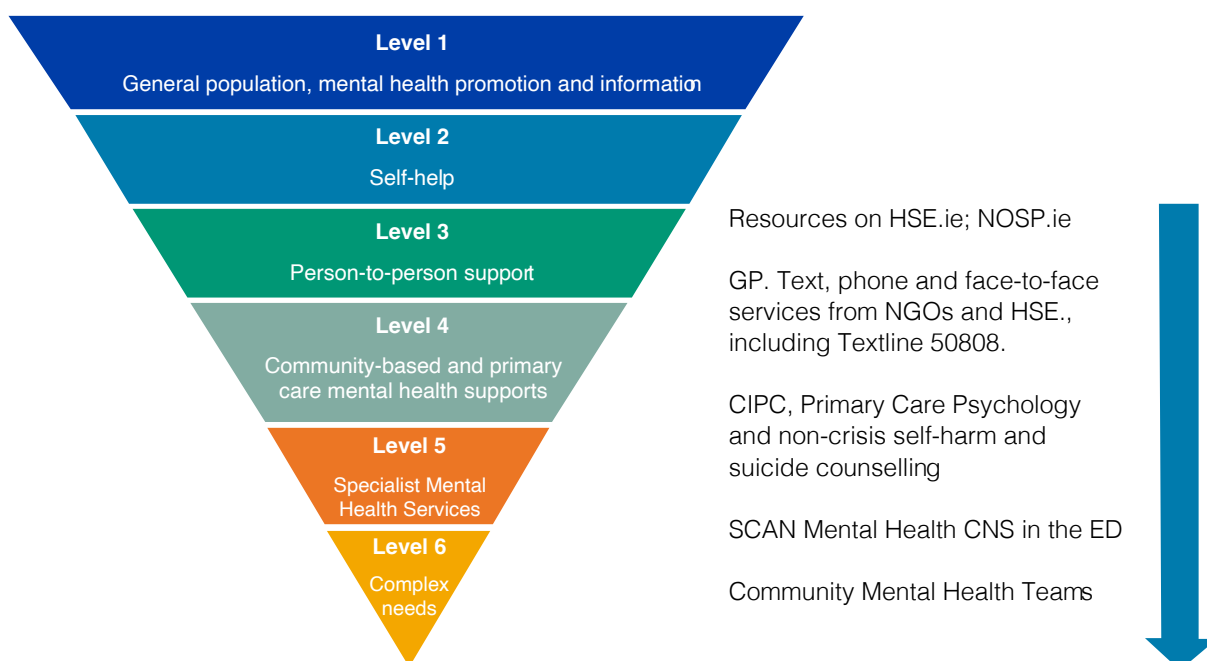 Level 1
General population, mental health promotion and information
Level 2
Self-help
Level 3
Person-to-person support
Level 4
Community-based and primary
care mental health supports
Level 5
Specialist Mental
Health Services
Level 6
Complex
needs
Resources on HSE.ie; NOSP.ie
GP. Text, phone and face-to-face
services from NGOs and HSE.,
including Textline 50808.
CIPC, Primary Care Psychology
and non-crisis self-harm and
suicide counselling
SCAN Mental Health CNS in the ED
Community Mental Health Teams